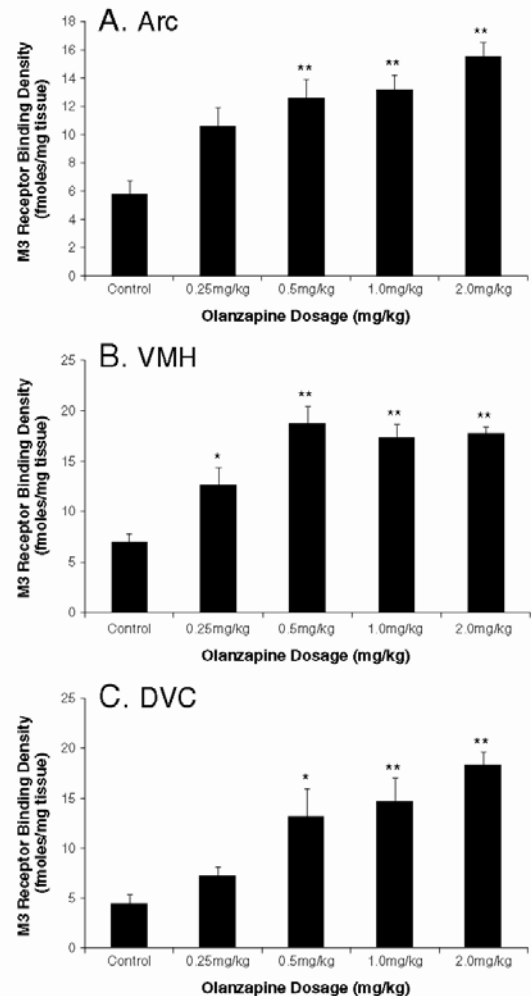 A. Arc
M3 Receptor Binding Density
(fmoles/mg tissue)
18
16
14
12
10
8
6
4
2
0
**
**
**
Control 0.25mg/kg 0.5mg/kg 1.0mg/kg 2.0mg/kg
Olanzapine Dosage (mg/kg)
B. VMH
M3 Receptor Binding Density
(fmoles/mg tissue)
25
20
15
10
5
0
*
**
**
**
Control 0.25mg/kg 0.5mg/kg 1.0mg/kg 2.0mg/kg
Olanzapine Dosage (mg/kg)
C. DVC
M3 Receptor Binding Density
(fmoles/mg tissue)
25
20
15
10
5
0
*
**
**
Control 0.25mg/kg 0.5mg/kg 1.0mg/kg 2.0mg/kg
Olanzapine Dosage (mg/kg)